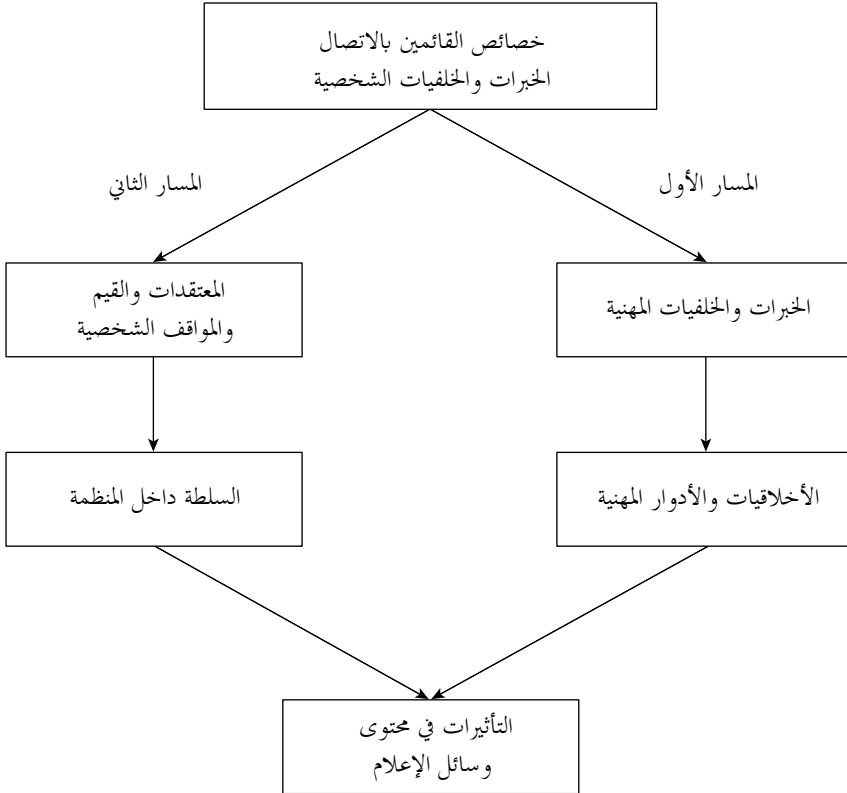 خصائص القائمين بالاتصال
الخبرات والخلفيات الشخصية
المسار الأول
المسار الثاني
الخبرات والخلفيات المهنية
المعتقدات والقيم
والمواقف الشخصية
الأخلاقيات والأدوار المهنية
السلطة داخل المنظمة
التأثيرات في محتوى
وسائل الإعلام